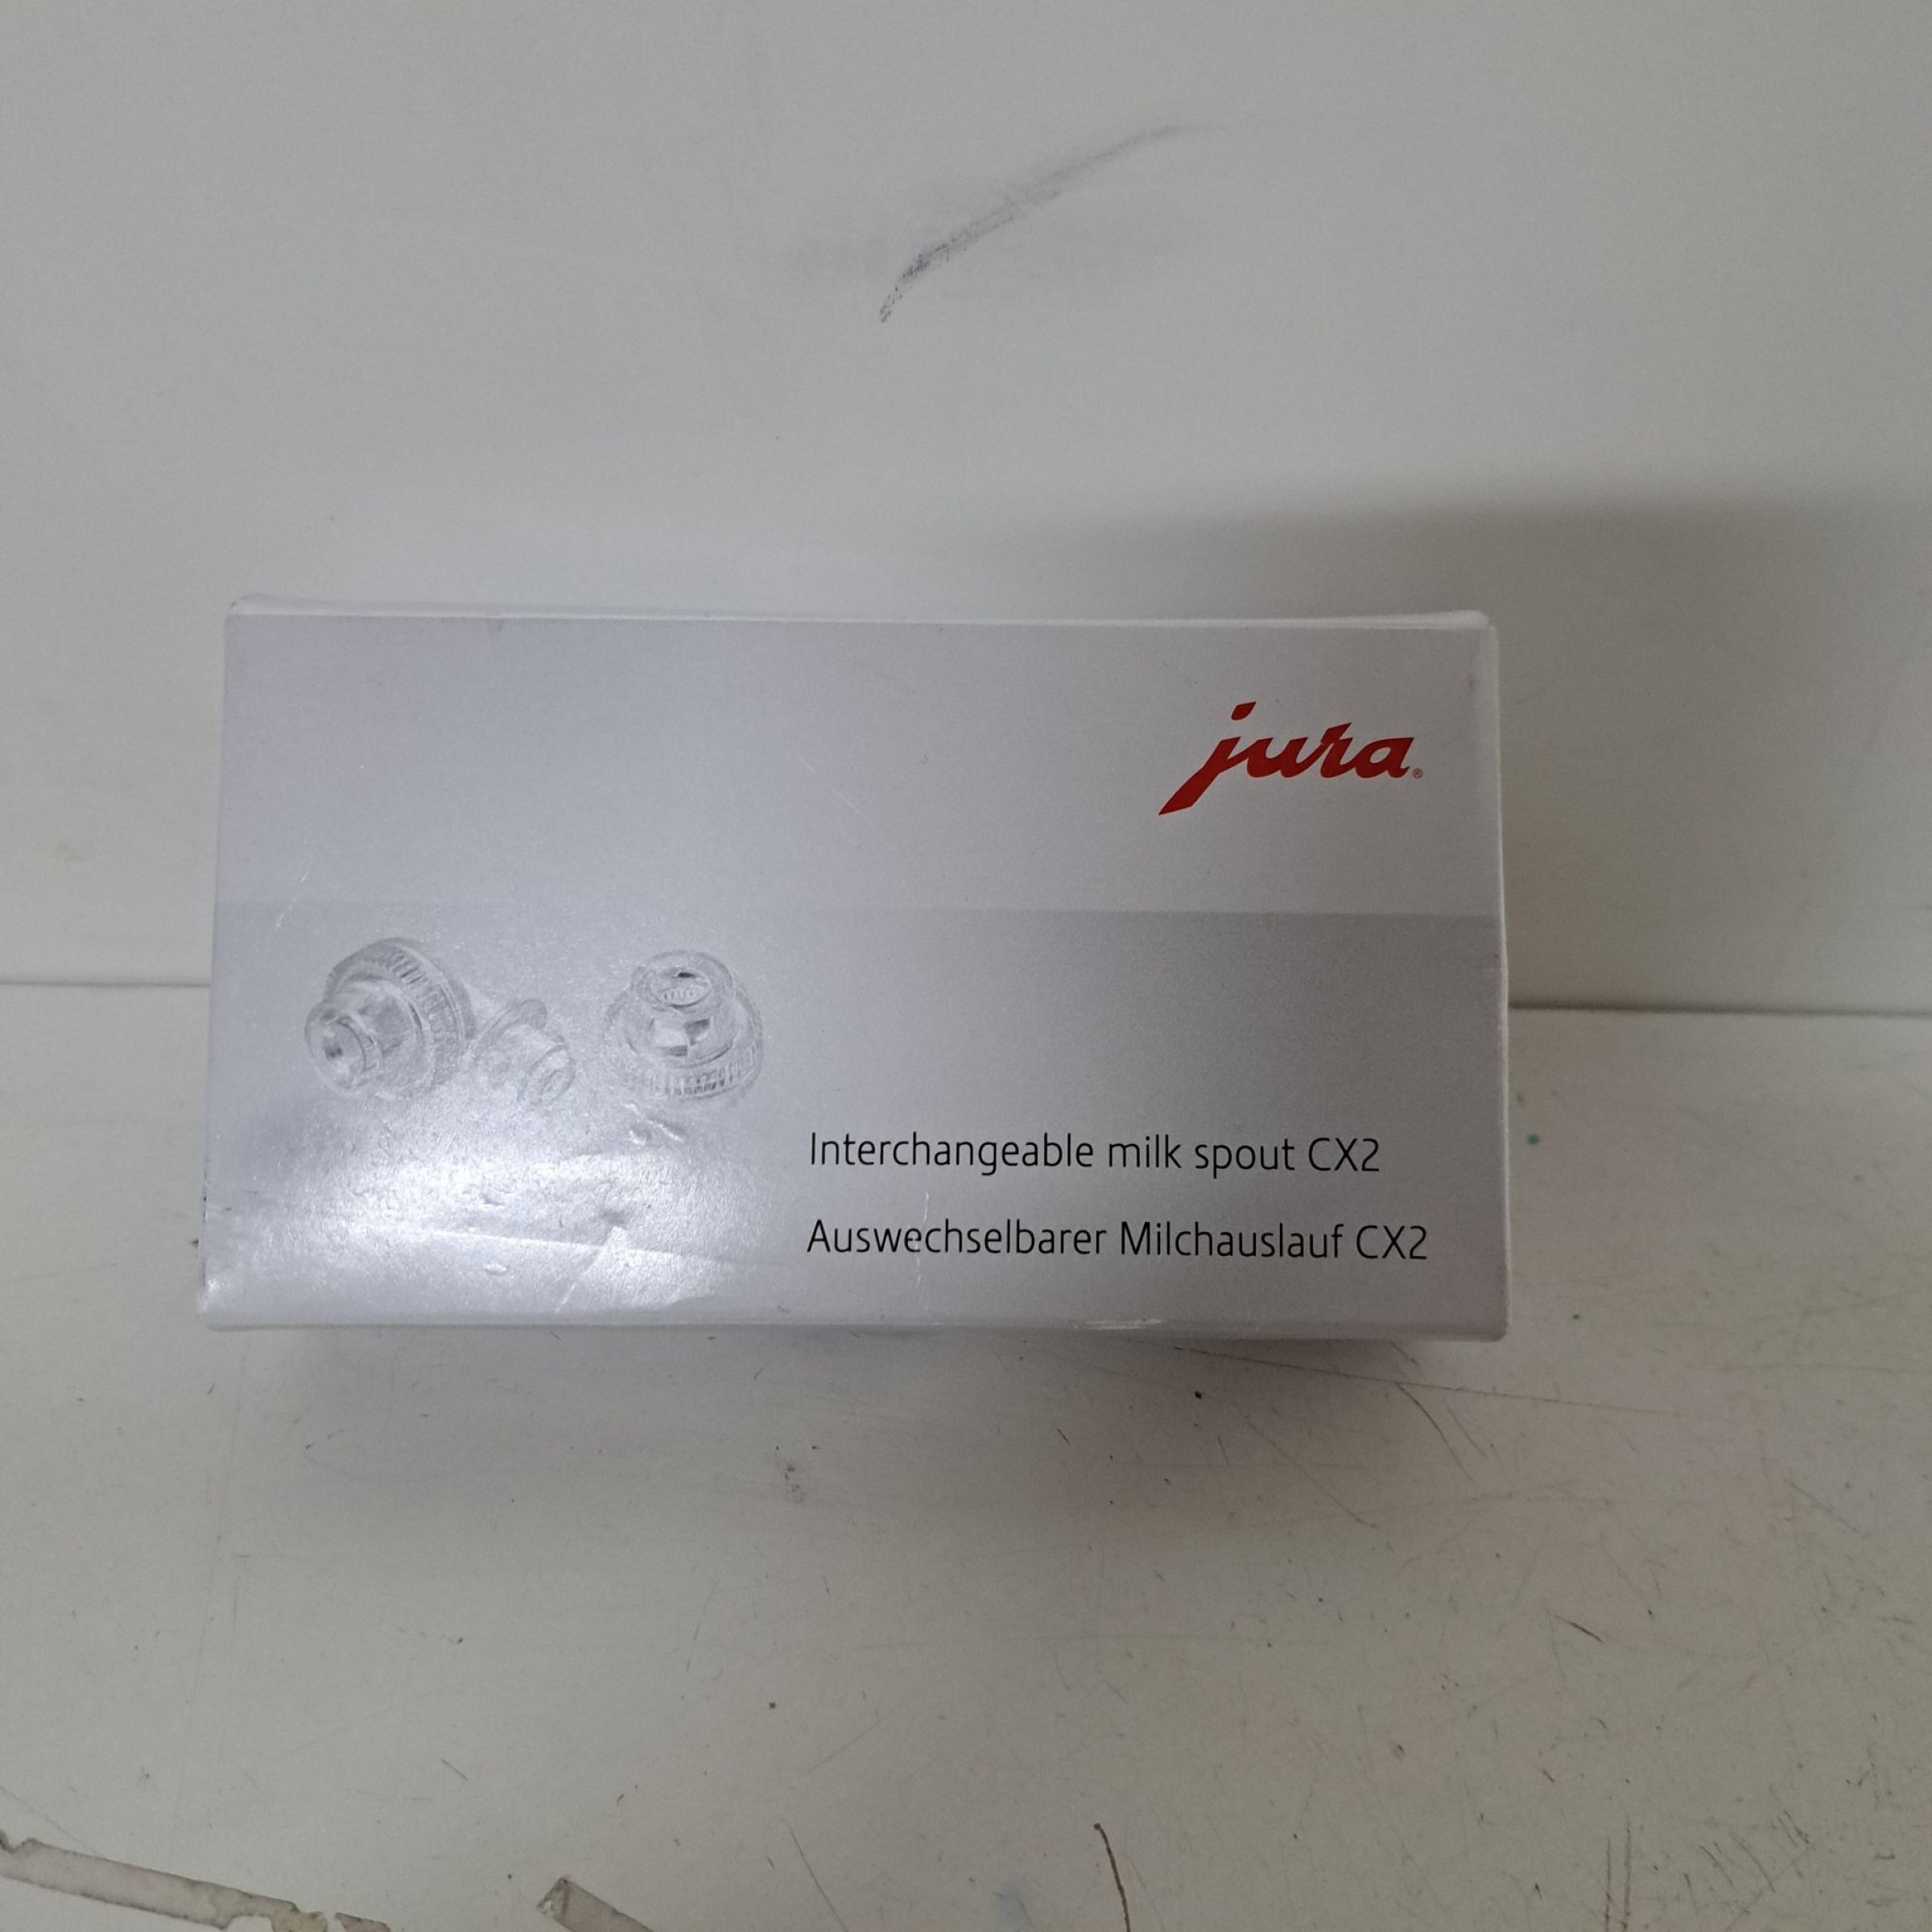 jura®
Interchangeable milk spout CX2
Auswechselbarer Milchauslauf CX2